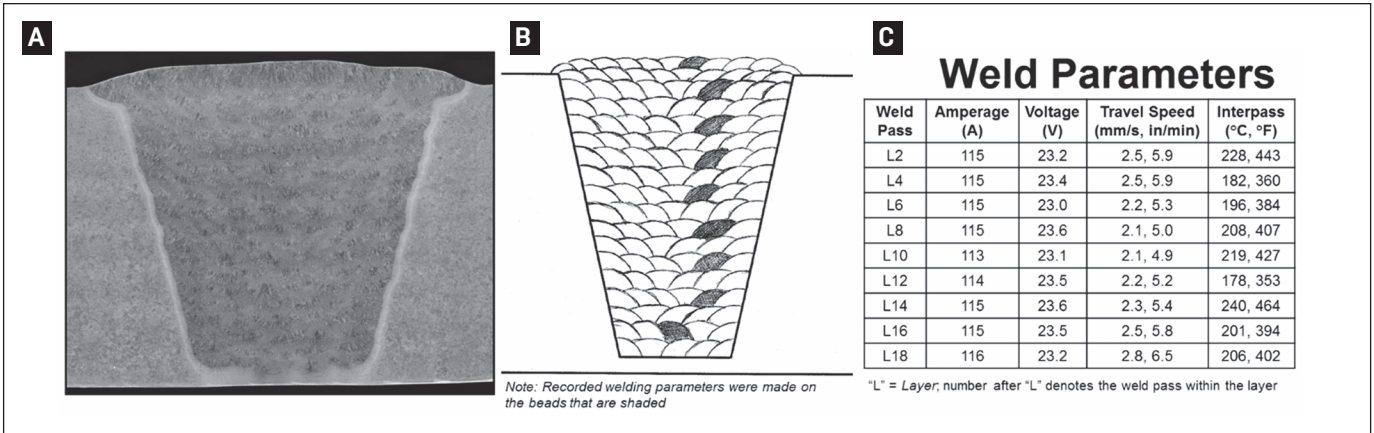 A
B
C
Weld Parameters
Weld Pass Amperage (A) Voltage (V) Travel Speed (mm/s, in/min) Interpass (°C, °F)
L2 115 23.2 2.5, 5.9 228, 443
L4 115 23.4 2.5, 5.9 182, 360
L6 115 23.0 2.2, 5.3 196, 384
L8 115 23.6 2.1, 5.0 208, 407
L10 113 23.1 2.1, 4.9 219, 427
L12 114 23.5 2.2, 5.2 178, 353
L14 115 23.6 2.3, 5.4 240, 464
L16 115 23.5 2.5, 5.8 201, 394
L18 116 23.2 2.8, 6.5 206, 402
Note: Recorded welding parameters were made on
the beads that are shaded
"L" = Layer; number after "L" denotes the weld pass within the layer